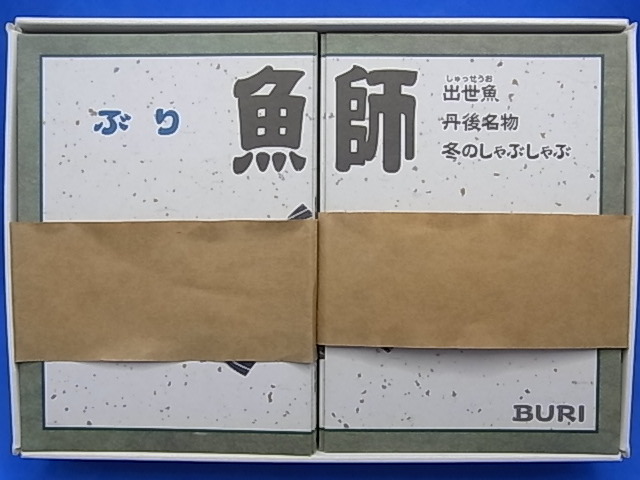 ぶり
魚師
しゅっせうお
出世魚
丹後名物
冬のしゃぶしゃぶ
BURI